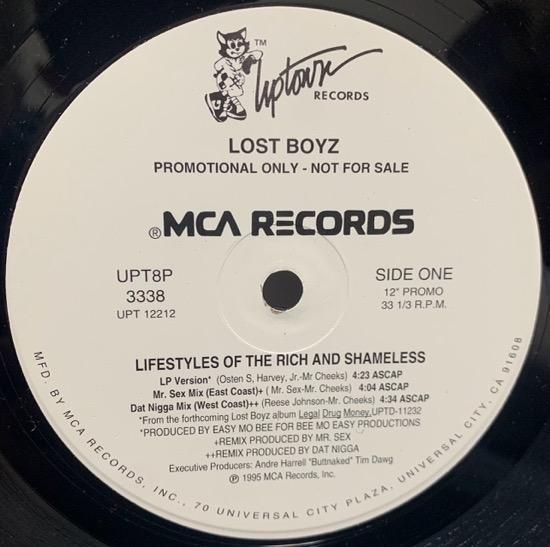 TM
Uptown
RECORDS
LOST BOYZ
PROMOTIONAL ONLY - NOT FOR SALE
® MCA RECORDS
UPT8P
3338
UPT 12212
SIDE ONE
12" PROMO
33 1/3 R.P.M.
LIFESTYLES OF THE RICH AND SHAMELESS
LP Version* (Osten S, Harvey, Jr.-Mr Cheeks) 4:23 ASCAP
Mr. Sex Mix (East Coast)+ ( Mr. Sex-Mr. Cheeks) 4:04 ASCAP
Dat Nigga Mix (West Coast)++ (Reese Johnson-Mr. Cheeks) 4:34 ASCAP
*From the forthcoming Lost Boyz album Legal Drug Money,UPTD-11232
*PRODUCED BY EASY MO BEE FOR BEE MO EASY PRODUCTIONS
+REMIX PRODUCED BY MR. SEX
++REMIX PRODUCED BY DAT NIGGA
Executive Producers: Andre Harrell "Buttnaked" Tim Dawg
℗ 1995 MCA Records, Inc.
MFD. BY MCA RECORDS, INC., 70 UNIVERSAL CITY PLAZA, UNIVERSAL CITY, CA 91608